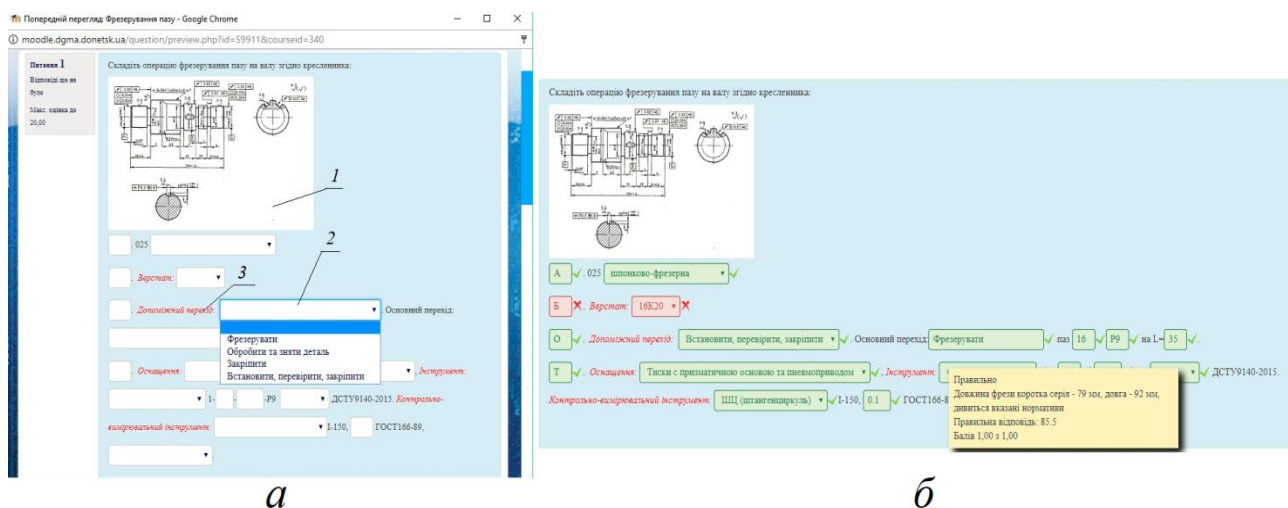 Попередній перегляд: Фрезерування пазу - Google Chrome
moodle.dgma.donetsk.ua/question/preview.php?id=59911&courseid=340
Питання 1
Відповіді ще не
було
Макс. оцінка до
20,00
Складіть операцію фрезерування пазу на валу згідно кресленника:
1
. 025
2
. Верстат:
3
. Допоміжний перехід: . Основний перехід:
Фрезерувати
Обробити та зняти деталь
Закріпити
Встановити, перевірити, закріпити
. Оснащення: , Інструмент:
1- - -Р9 ДСТУ9140-2015. Контрольно-
вимірювальний інструмент: І-150, ГОСТ166-89,
.
а
Складіть операцію фрезерування пазу на валу згідно кресленника:
А . 025 шпонково-фрезерна
Б . Верстат: 16К20
О . Допоміжний перехід: Встановити, перевірити, закріпити . Основний перехід: Фрезерувати паз 16 Р9 на L= 35 .
Т . Оснащення: Тиски с призматичною основою та пневмоприводом , Інструмент: ДСТУ9140-2015.
Контрольно-вимірювальний інструмент: ШЦ (штангенциркуль) І-150, 0.1 ГОСТ166-8
Правильно
Довжина фрези коротка серія - 79 мм, довга - 92 мм,
дивиться вказані нормативи
Правильна відповідь: 85.5
Балів 1,00 з 1,00
б